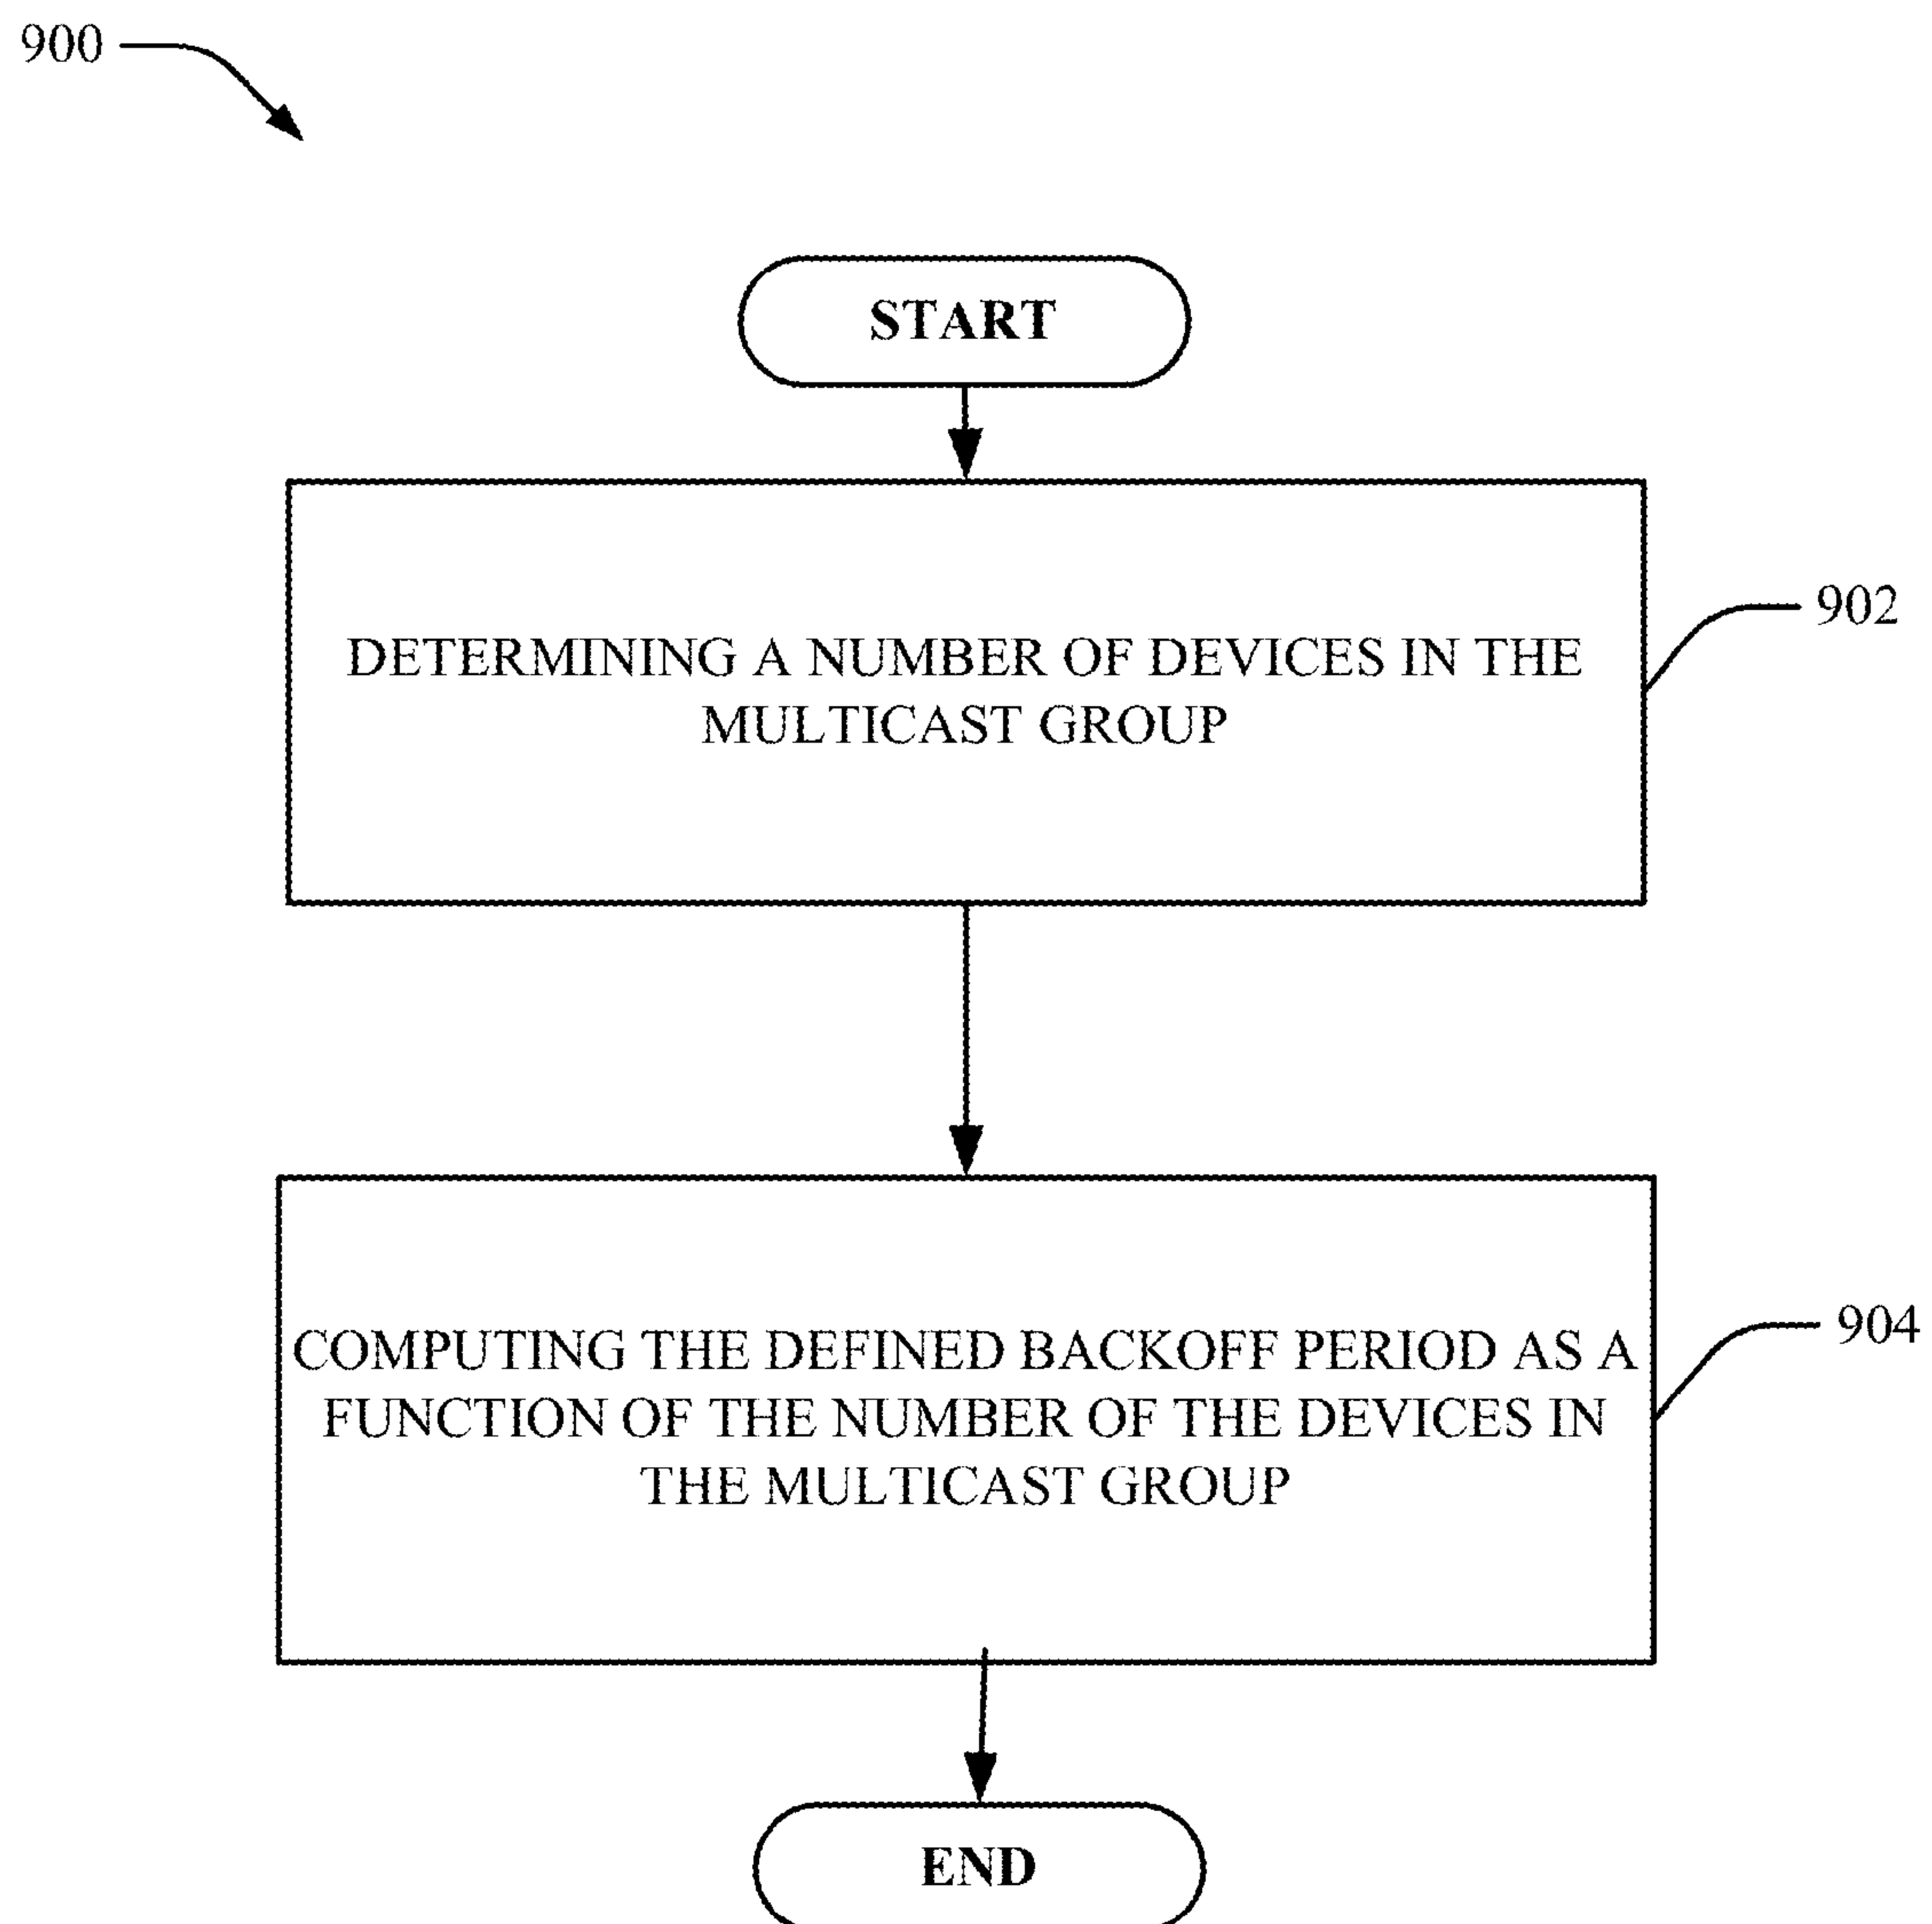 900
START
DETERMINING A NUMBER OF DEVICES IN THE
MULTICAST GROUP
902
COMPUTING THE DEFINED BACKOFF PERIOD AS A
FUNCTION OF THE NUMBER OF THE DEVICES IN
THE MULTICAST GROUP
904
END